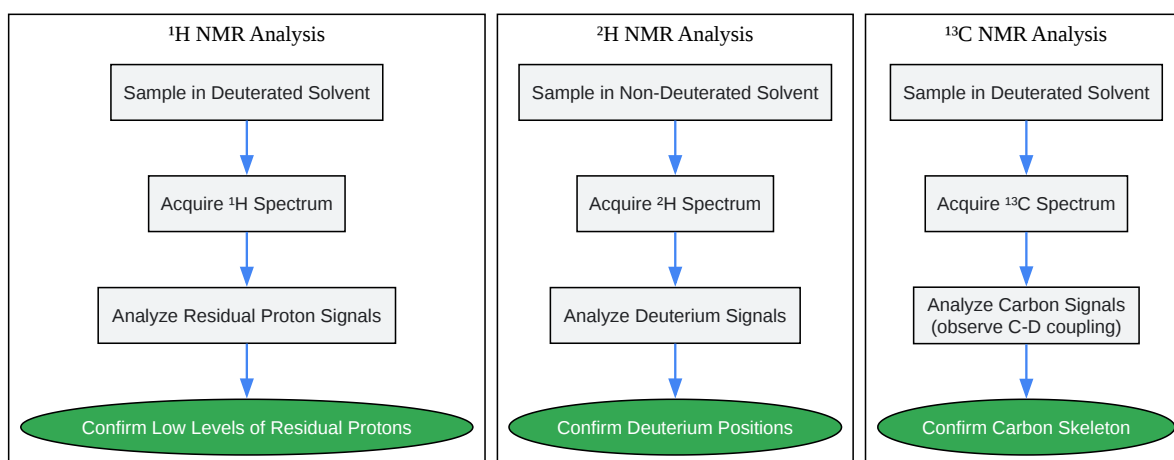 ¹H NMR Analysis
Sample in Deuterated Solvent
Acquire ¹H Spectrum
Analyze Residual Proton Signals
Confirm Low Levels of Residual Protons
²H NMR Analysis
Sample in Non-Deuterated Solvent
Acquire ²H Spectrum
Analyze Deuterium Signals
Confirm Deuterium Positions
¹³C NMR Analysis
Sample in Deuterated Solvent
Acquire ¹³C Spectrum
Analyze Carbon Signals
(observe C-D coupling)
Confirm Carbon Skeleton